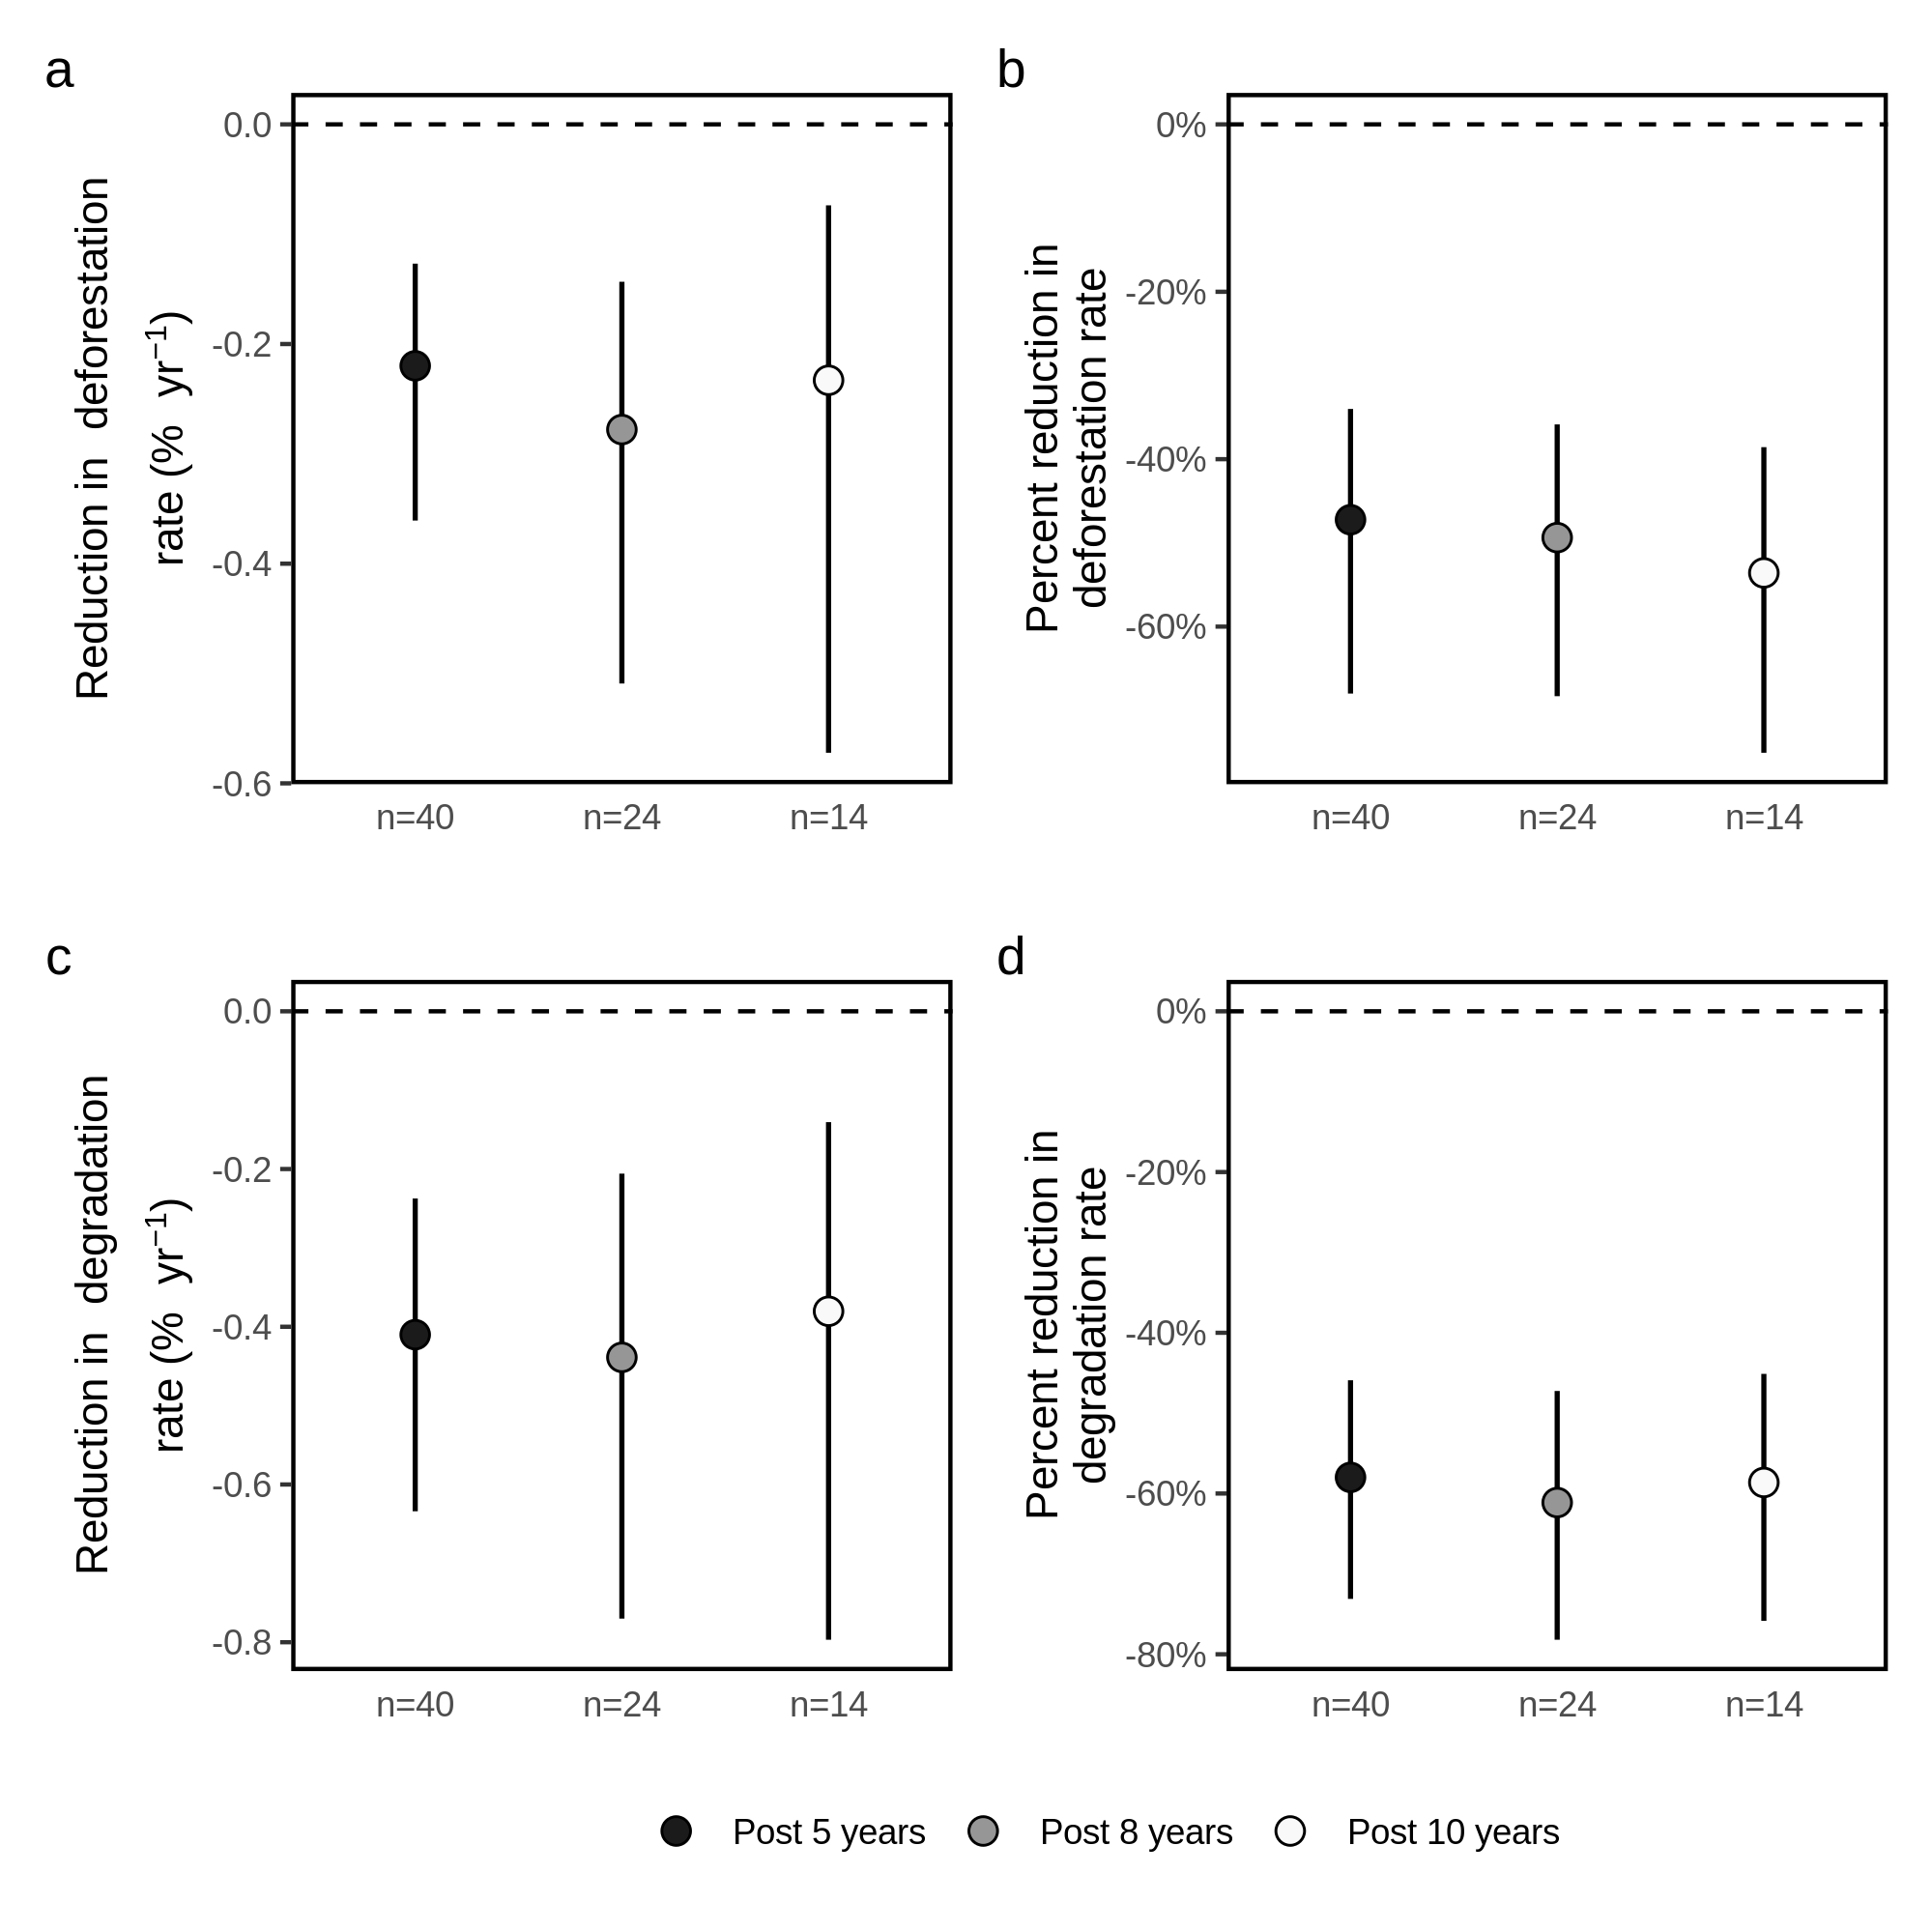 a
0.0
-0.2
-0.4
-0.6
Reduction in deforestation
rate (% yr⁻¹)
n=40 n=24 n=14
b
0%
-20%
-40%
-60%
Percent reduction in
deforestation rate
n=40 n=24 n=14
c
0.0
-0.2
-0.4
-0.6
-0.8
Reduction in degradation
rate (% yr⁻¹)
n=40 n=24 n=14
d
0%
-20%
-40%
-60%
-80%
Percent reduction in
degradation rate
n=40 n=24 n=14
Post 5 years Post 8 years Post 10 years